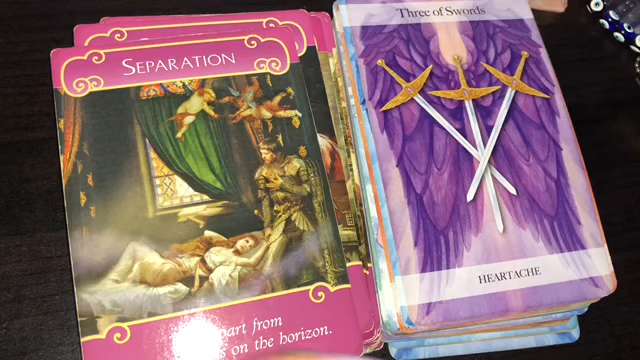 SEPARATION
part from
on the horizon.
Three of Swords
HEARTACHE